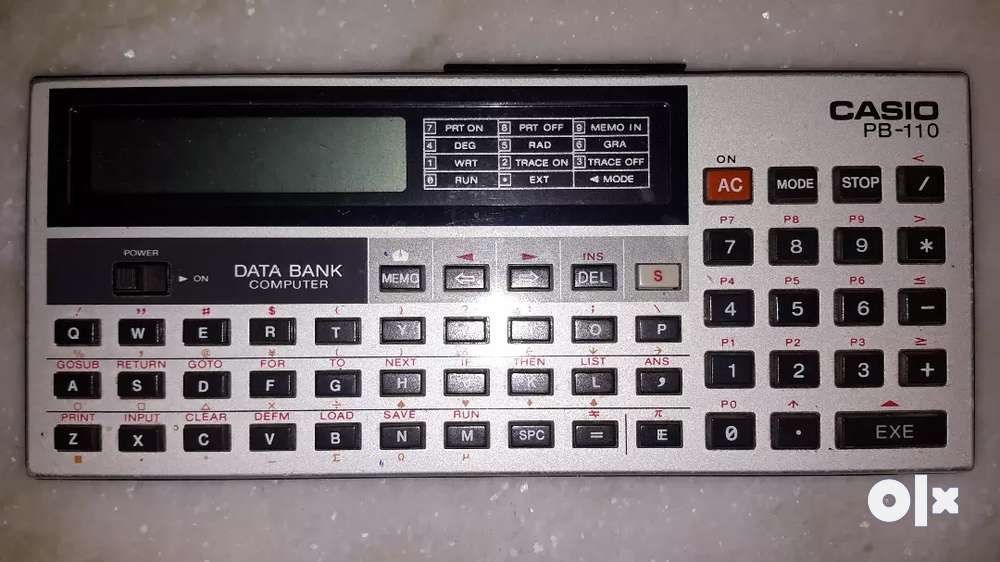 CASIO
PB-110
7 PRT ON 8 PRT OFF 9 MEMO IN
4 DEG 5 RAD 6 GRA
1 WRT 2 TRACE ON 3 TRACE OFF
0 RUN • EXT ◄ MODE
ON <
AC MODE STOP /
P7 P8 P9 >
7 8 9 *
P4 P5 P6 ≤
4 5 6 −
P1 P2 P3 ≥
1 2 3 +
P0 ↑
0 . EXE
POWER
ON
DATA BANK
COMPUTER
INS
MEMO ⇦ ⇨ DEL S
! " # $ ( ) ? : ; \
Q W E R T Y O P
GOSUB RETURN GOTO FOR TO NEXT IF THEN LIST ANS
A S D F G H K L ,
PRINT INPUT CLEAR DEFM LOAD SAVE RUN ≠ π
Z X C V B N M SPC = E
Σ Ω µ
olx